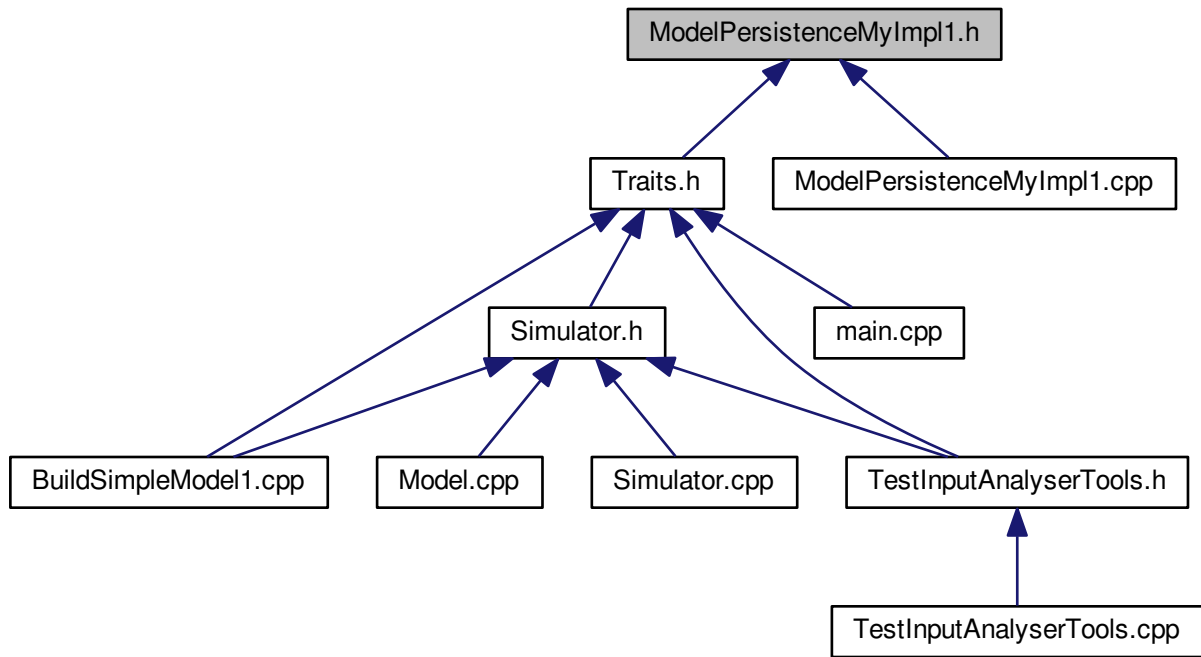 ModelPersistenceMyImpl1.h
Traits.h
ModelPersistenceMyImpl1.cpp
Simulator.h
main.cpp
BuildSimpleModel1.cpp
Model.cpp
Simulator.cpp
TestInputAnalyserTools.h
TestInputAnalyserTools.cpp